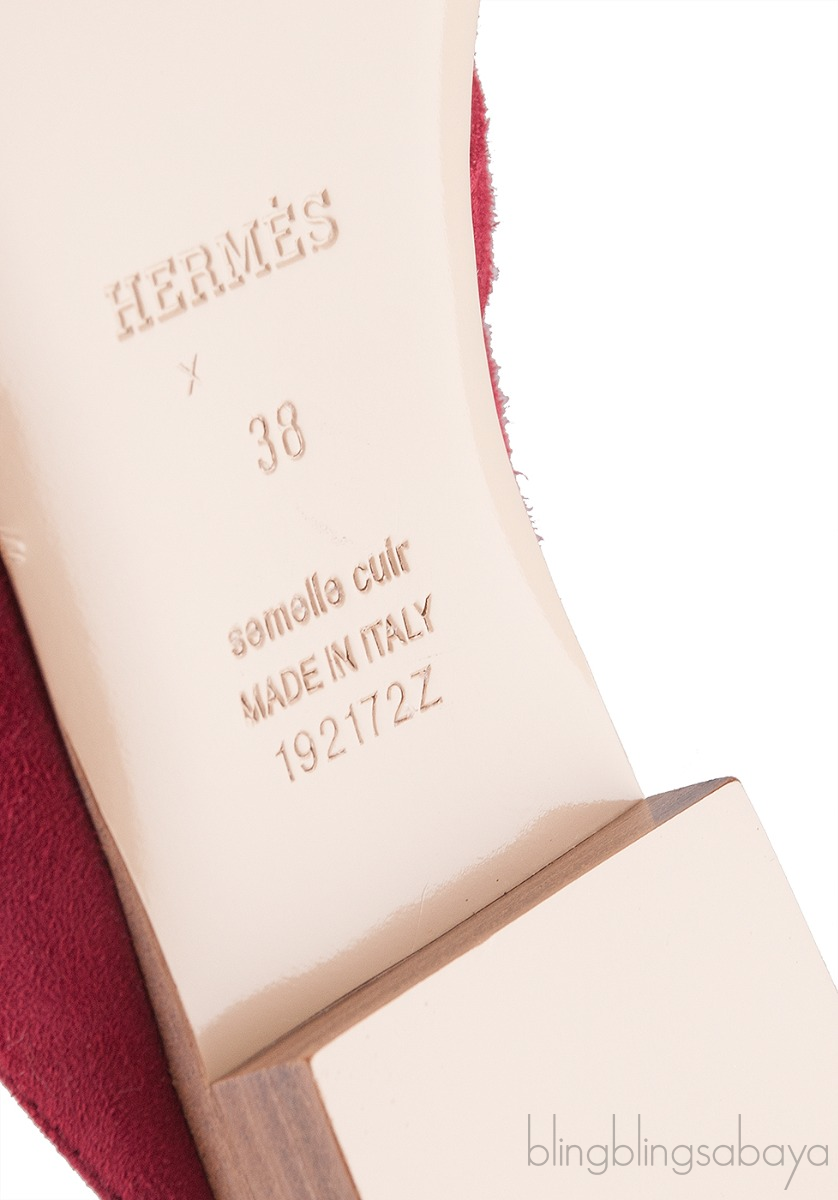 HERMÈS
X
38
semelle cuir
MADE IN ITALY
192172Z
blingblingsabaya